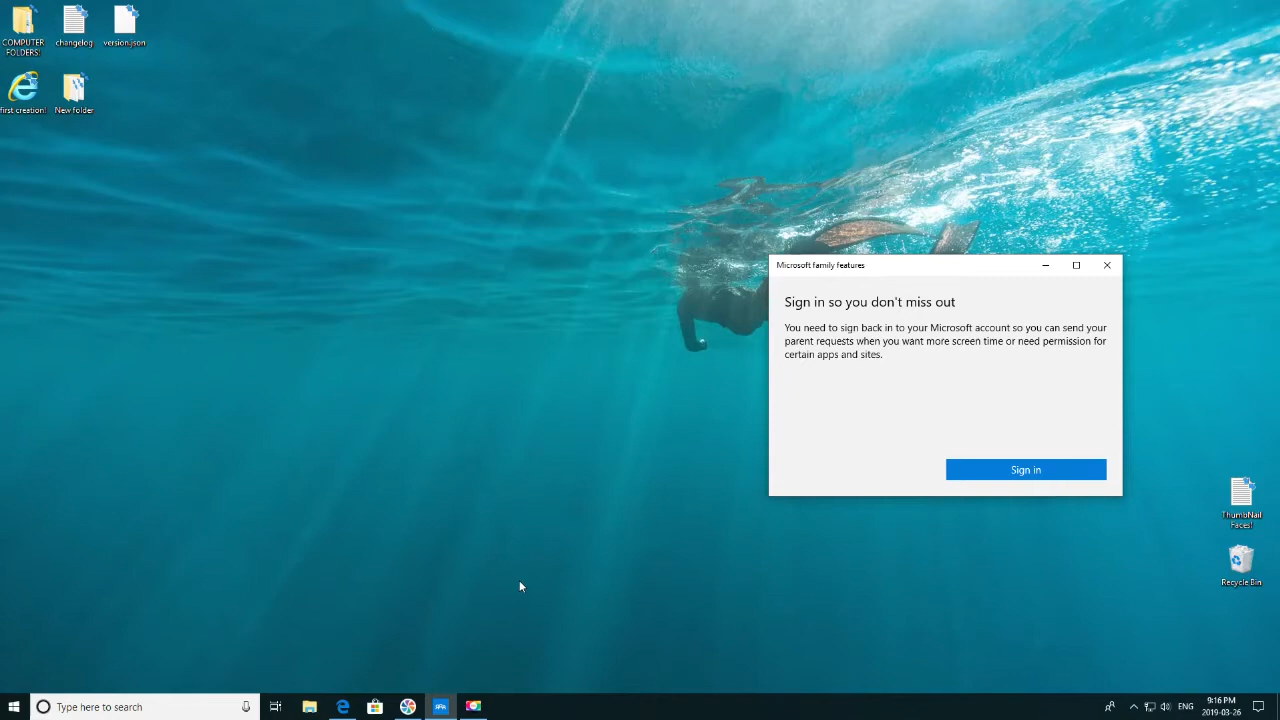 COMPUTER
FOLDERS!
changelog
version.json
first creation!
New folder
Microsoft family features
Sign in so you don't miss out
You need to sign back in to your Microsoft account so you can send your
parent requests when you want more screen time or need permission for
certain apps and sites.
Sign in
ThumbNail
Faces!
Recycle Bin
Type here to search
ENG
9:16 PM
2019-03-26